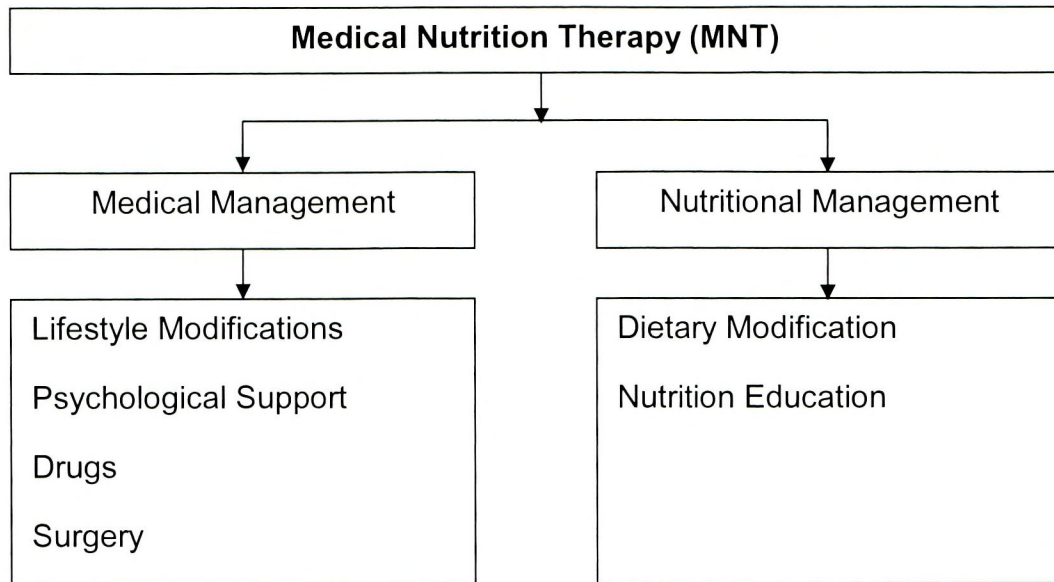 Medical Nutrition Therapy (MNT)
Medical Management
Nutritional Management
Lifestyle Modifications
Psychological Support
Drugs
Surgery
Dietary Modification
Nutrition Education